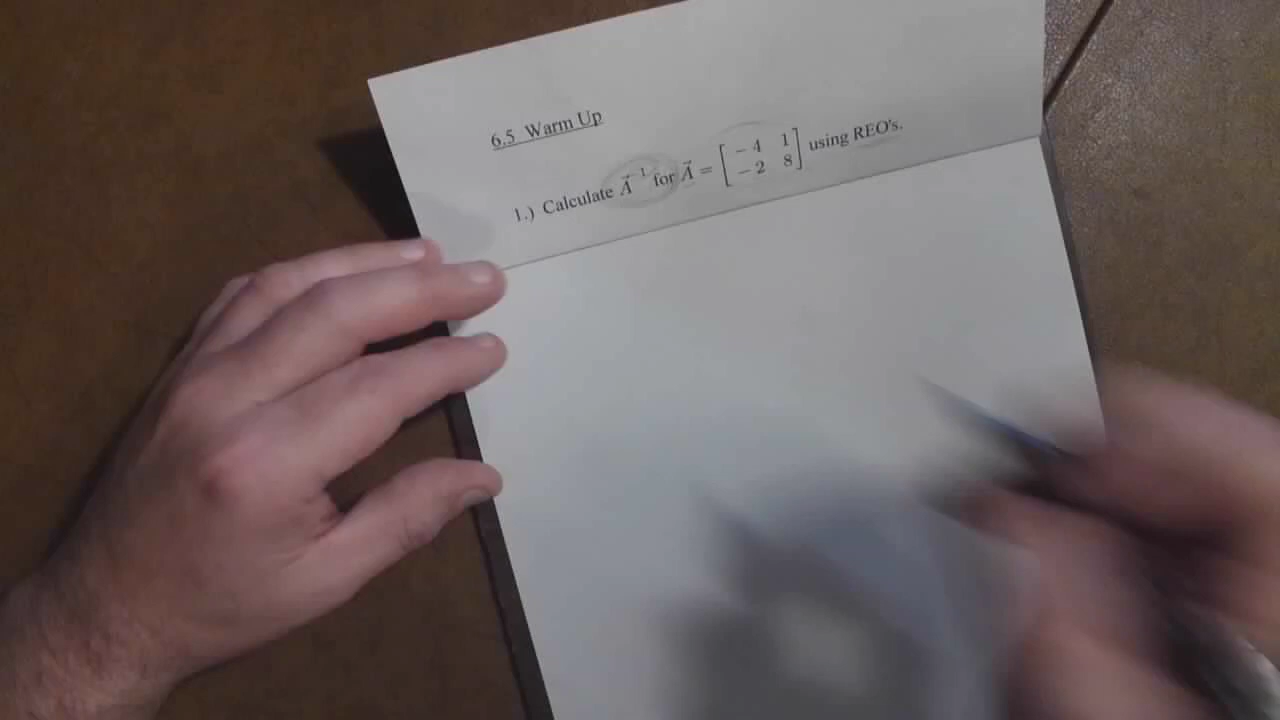 6.5 Warm Up
1.) Calculate A⃗⁻¹ for A⃗ = [ -4 1 ; -2 8 ] using REO's.